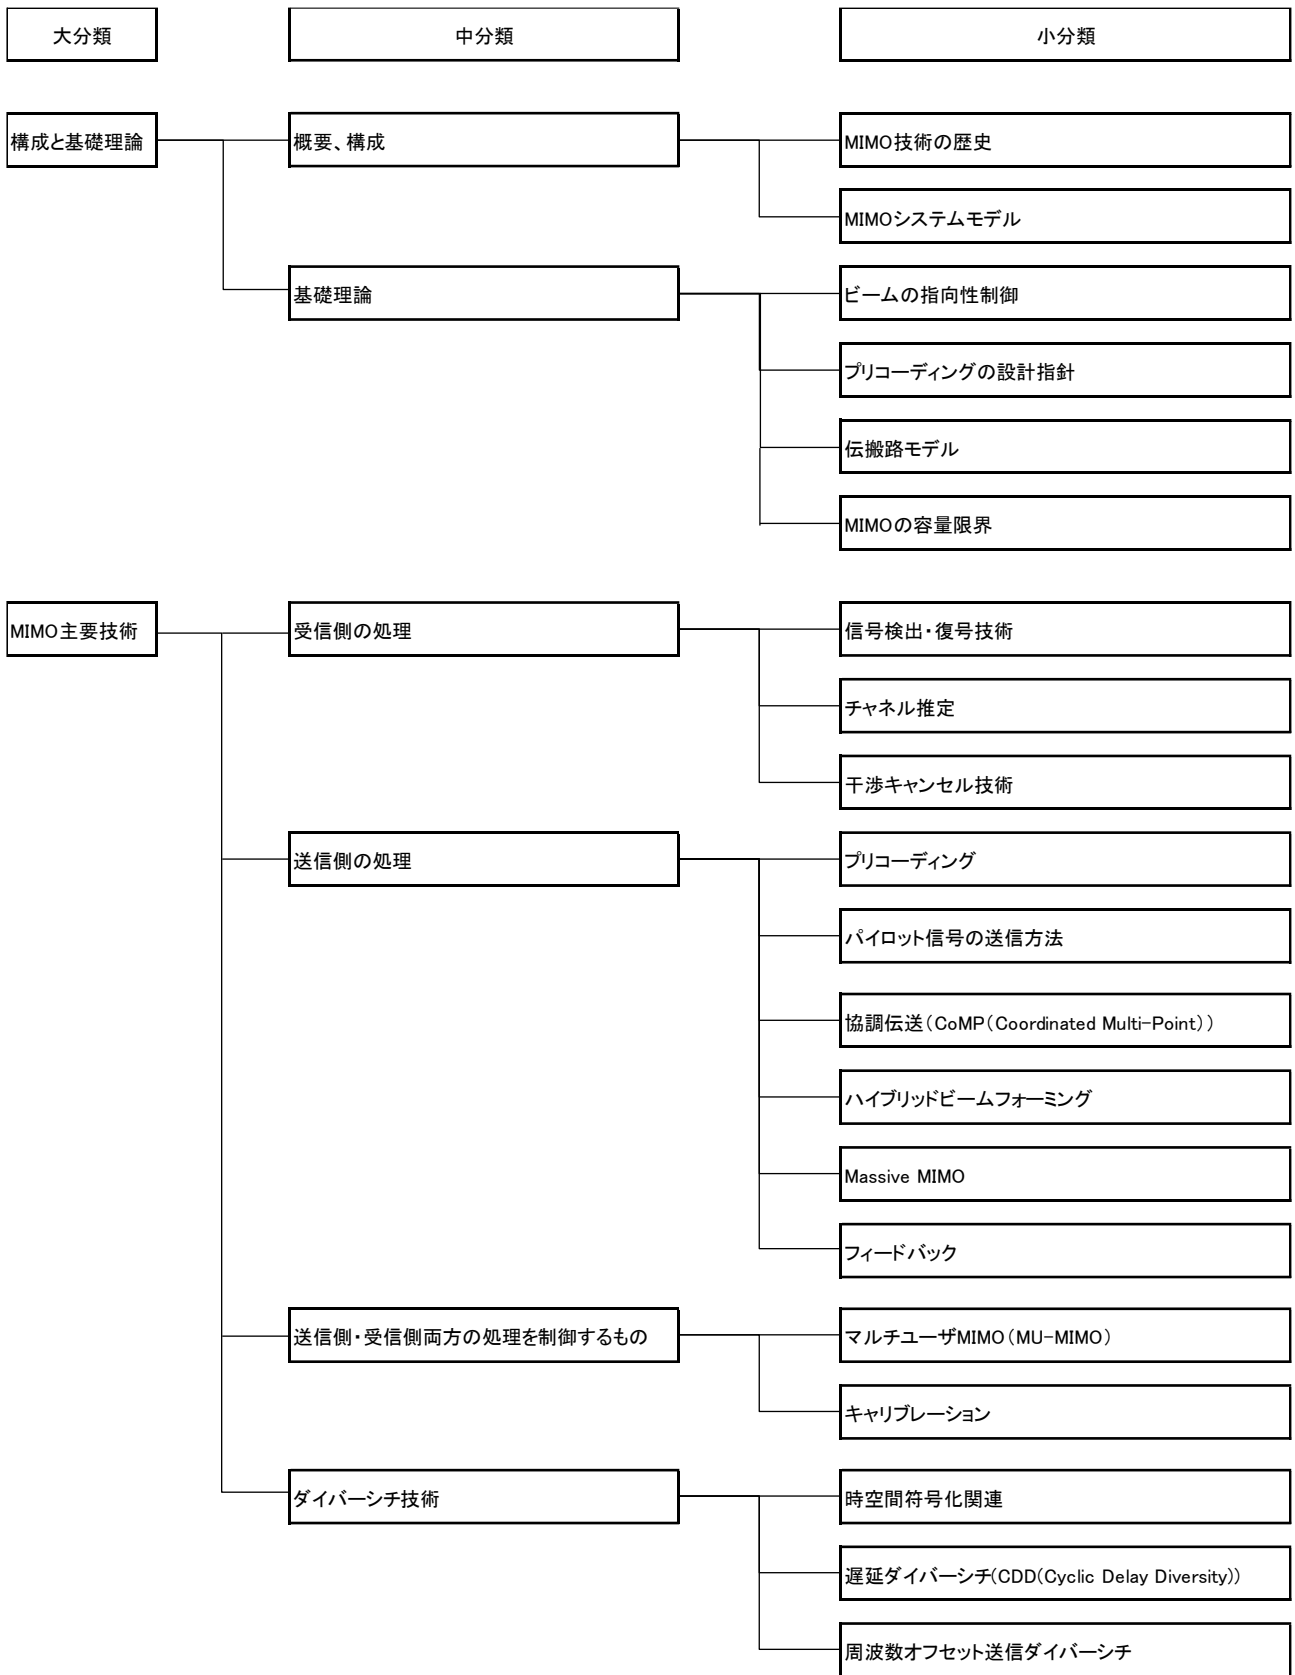 大分類
中分類
小分類
構成と基礎理論
概要、構成
MIMO技術の歴史
MIMOシステムモデル
基礎理論
ビームの指向性制御
プリコーディングの設計指針
伝搬路モデル
MIMOの容量限界
MIMO主要技術
受信側の処理
信号検出・復号技術
チャネル推定
干渉キャンセル技術
送信側の処理
プリコーディング
パイロット信号の送信方法
協調伝送（CoMP（Coordinated Multi-Point））
ハイブリッドビームフォーミング
Massive MIMO
フィードバック
送信側・受信側両方の処理を制御するもの
マルチユーザMIMO（MU-MIMO）
キャリブレーション
ダイバーシチ技術
時空間符号化関連
遅延ダイバーシチ(CDD(Cyclic Delay Diversity))
周波数オフセット送信ダイバーシチ